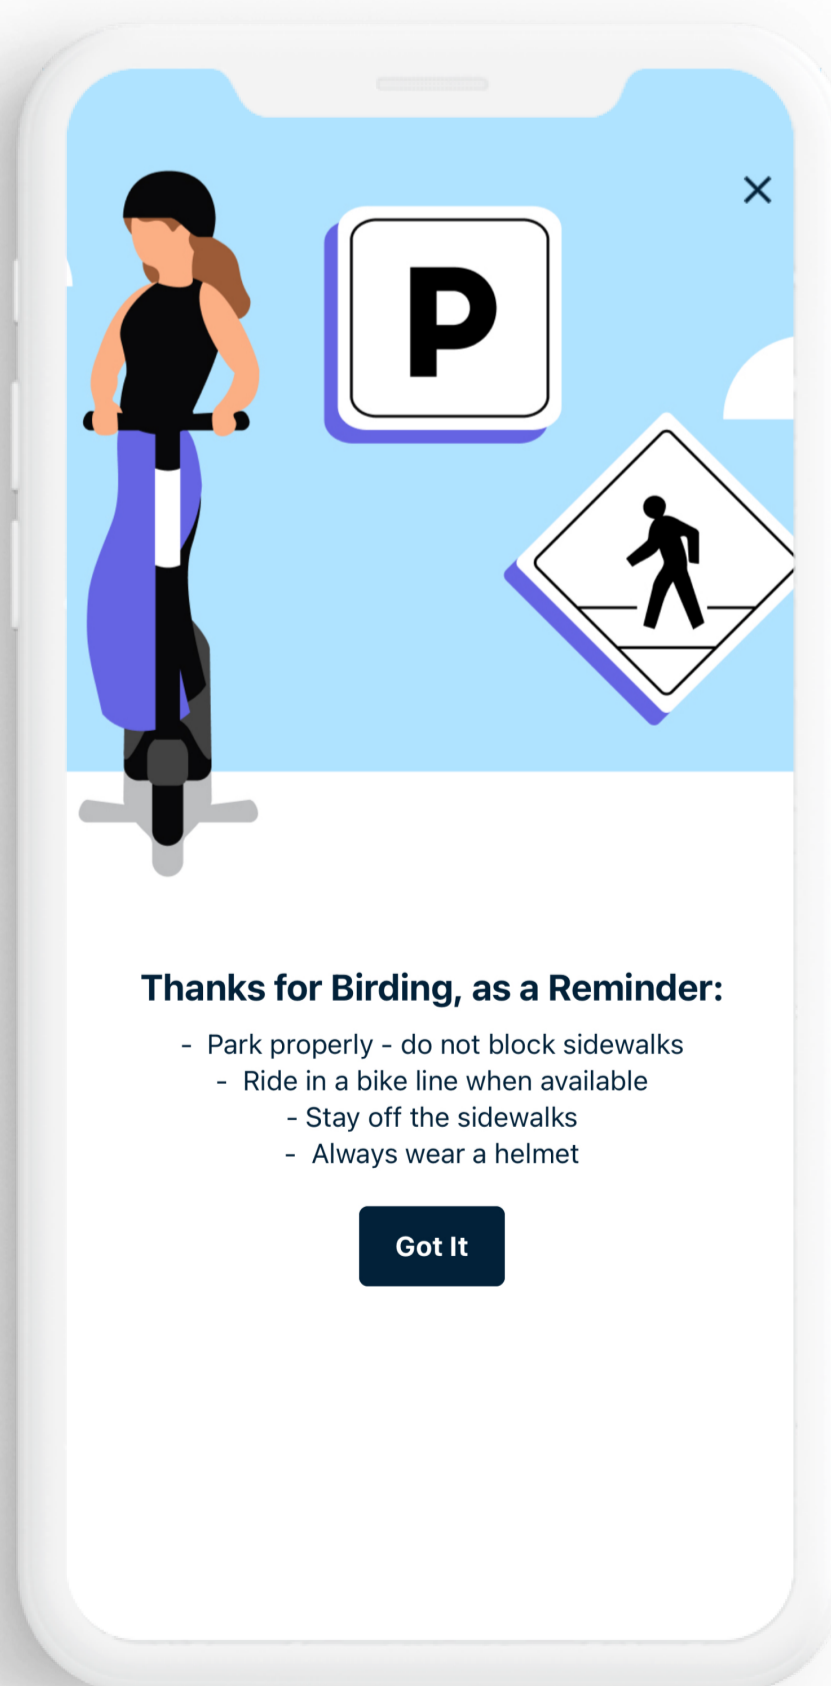 P
Thanks for Birding, as a Reminder:
- Park properly - do not block sidewalks
- Ride in a bike line when available
- Stay off the sidewalks
- Always wear a helmet
Got It